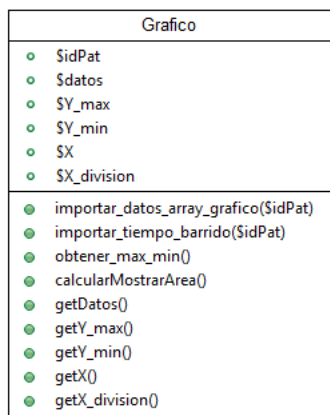 Grafico
$idPat
$datos
$Y_max
$Y_min
$X
$X_division
importar_datos_array_grafico($idPat)
importar_tiempo_barrido($idPat)
obtener_max_min()
calcularMostrarArea()
getDatos()
getY_max()
getY_min()
getX()
getX_division()